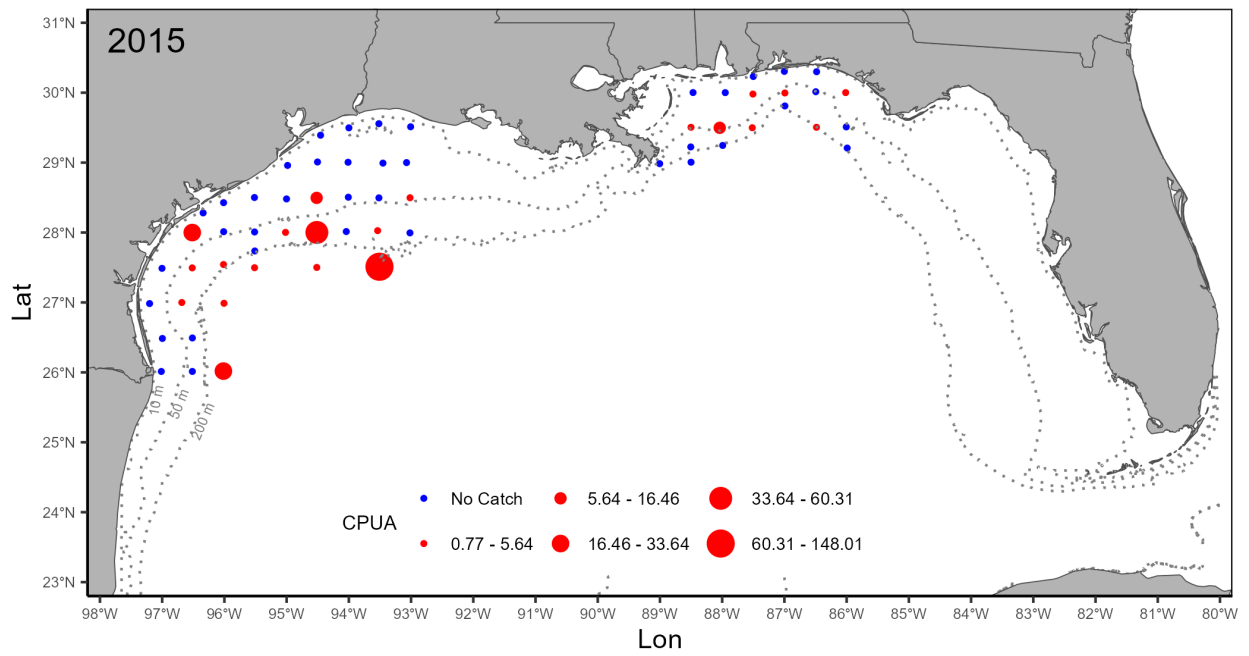 2015
31°N
30°N
29°N
28°N
27°N
26°N
25°N
24°N
23°N
Lat
10 m
50 m
200 m
CPUA
No Catch
5.64 - 16.46
33.64 - 60.31
0.77 - 5.64
16.46 - 33.64
60.31 - 148.01
98°W 97°W 96°W 95°W 94°W 93°W 92°W 91°W 90°W 89°W 88°W 87°W 86°W 85°W 84°W 83°W 82°W 81°W 80°W
Lon